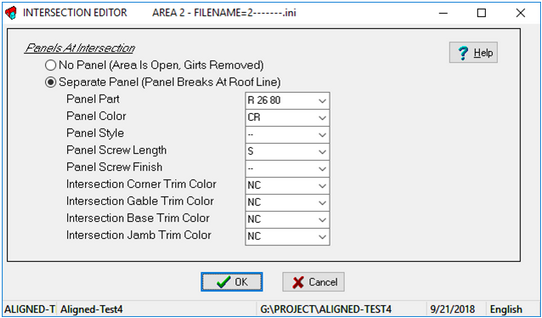 INTERSECTION EDITOR AREA 2 - FILENAME=2-------.ini
Panels At Intersection
No Panel (Area Is Open, Girts Removed)
Help
Separate Panel (Panel Breaks At Roof Line)
Panel Part R 26 80
Panel Color CR
Panel Style --
Panel Screw Length S
Panel Screw Finish --
Intersection Corner Trim Color NC
Intersection Gable Trim Color NC
Intersection Base Trim Color NC
Intersection Jamb Trim Color NC
OK Cancel
ALIGNED-T Aligned-Test4 G:\PROJECT\ALIGNED-TEST4 9/21/2018 English